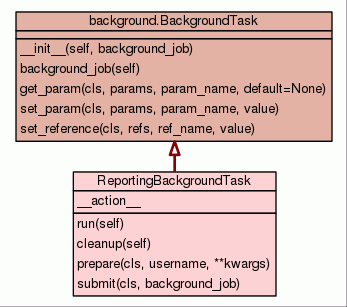 background.BackgroundTask
__init__(self, background_job)
background_job(self)
get_param(cls, params, param_name, default=None)
set_param(cls, params, param_name, value)
set_reference(cls, refs, ref_name, value)
ReportingBackgroundTask
__action__
run(self)
cleanup(self)
prepare(cls, username, **kwargs)
submit(cls, background_job)